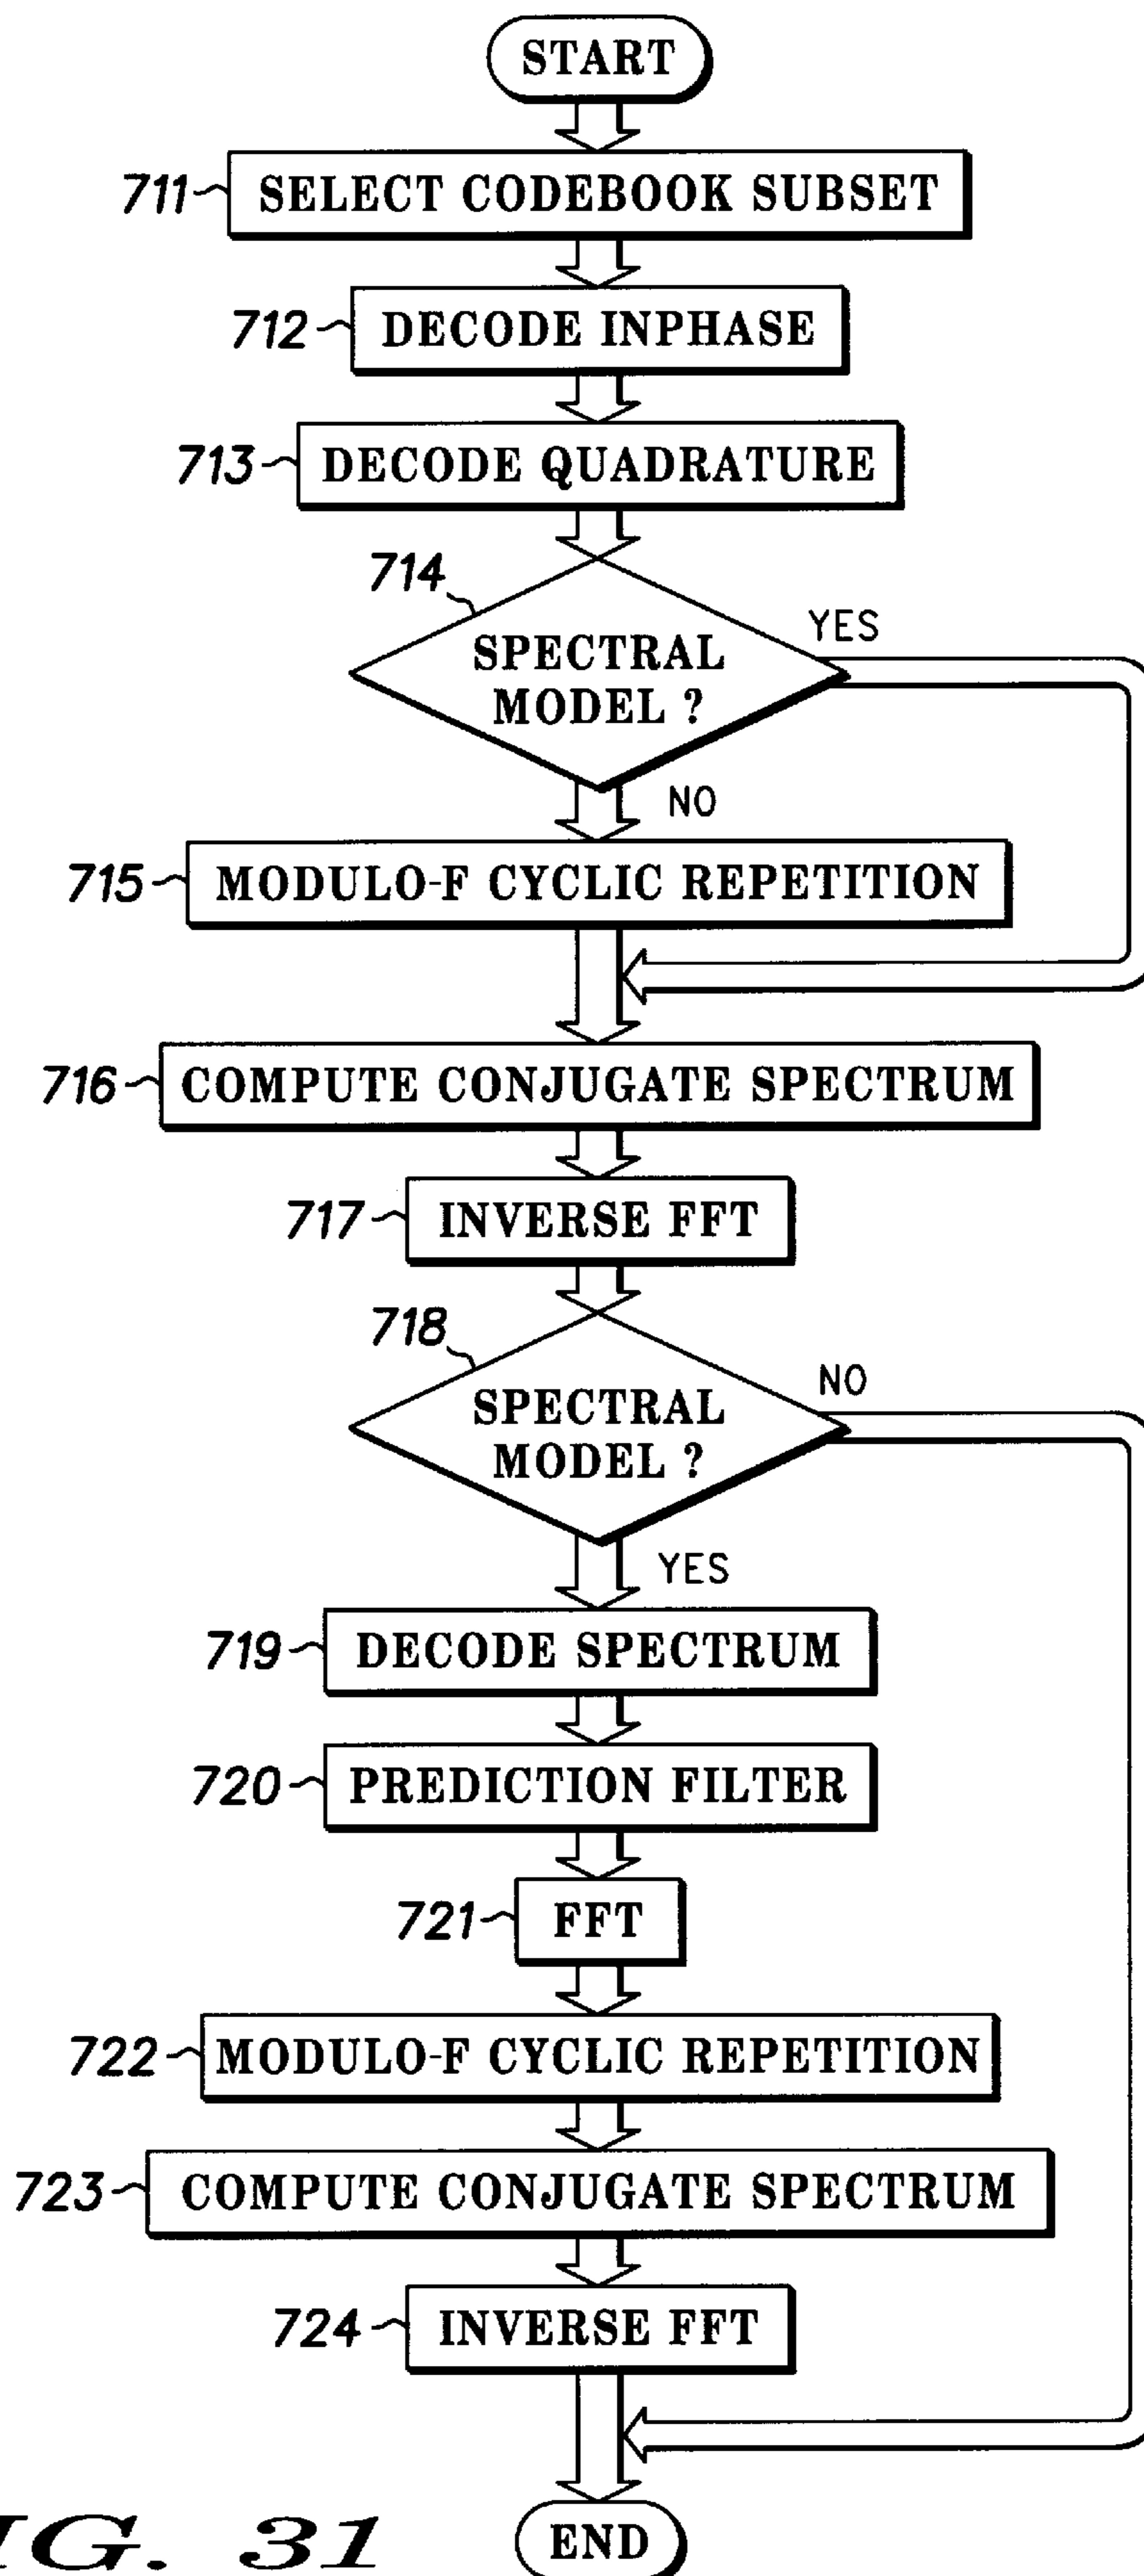 START
711 SELECT CODEBOOK SUBSET
712 DECODE INPHASE
713 DECODE QUADRATURE
714
SPECTRAL
MODEL ?
YES
NO
715 MODULO-F CYCLIC REPETITION
716 COMPUTE CONJUGATE SPECTRUM
717 INVERSE FFT
718
SPECTRAL
MODEL ?
NO
YES
719 DECODE SPECTRUM
720 PREDICTION FILTER
721 FFT
722 MODULO-F CYCLIC REPETITION
723 COMPUTE CONJUGATE SPECTRUM
724 INVERSE FFT
END
IG. 31